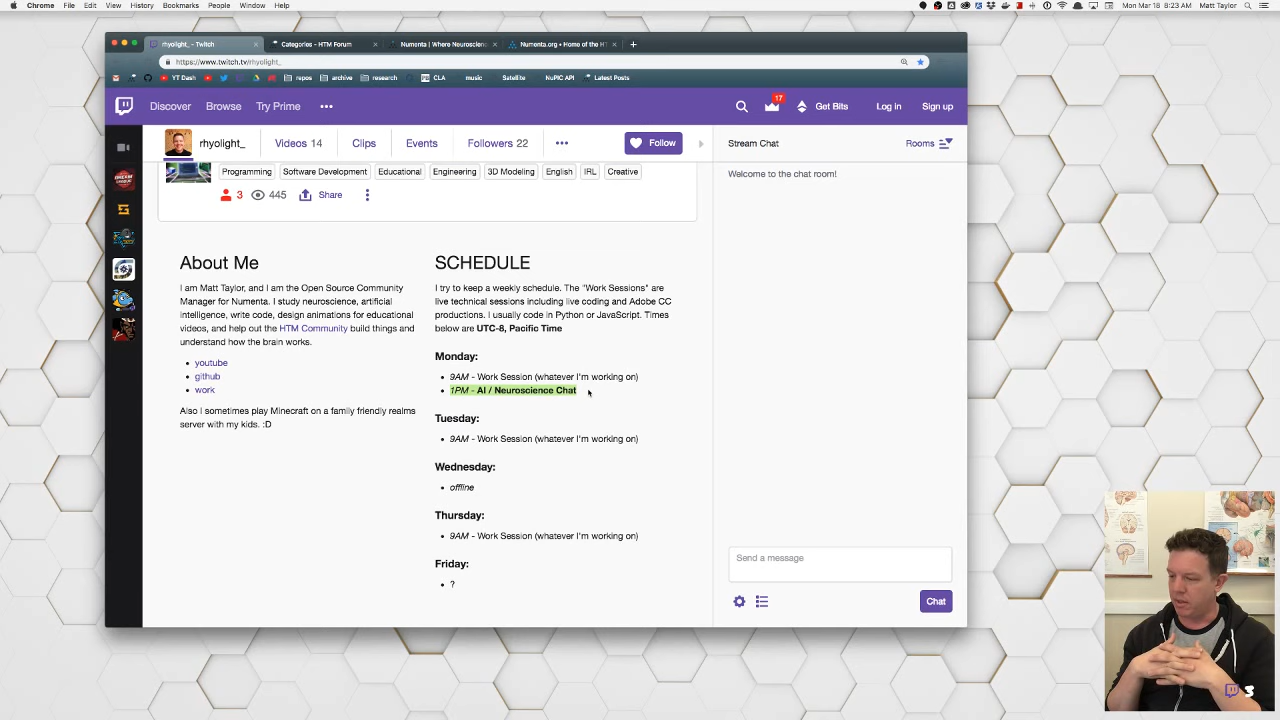 Chrome File Edit View History Bookmarks People Window Help
Mon Mar 18 8:23 AM Matt Taylor
rhyolight_ - Twitch
Categories - HTM Forum
Numenta | Where Neuroscienc
Numenta.org • Home of the HT
https://www.twitch.tv/rhyolight_
YT Dash
repos
archive
research
CLA
music
Satellite
NuPIC API
Latest Posts
Discover Browse Try Prime
17
Get Bits
Log in
Sign up
rhyolight_
Videos 14
Clips
Events
Followers 22
Follow
Stream Chat
Rooms
Programming
Software Development
Educational
Engineering
3D Modeling
English
IRL
Creative
3
445
Share
Welcome to the chat room!
About Me
I am Matt Taylor, and I am the Open Source Community
Manager for Numenta. I study neuroscience, artificial
intelligence, write code, design animations for educational
videos, and help out the HTM Community build things and
understand how the brain works.
• youtube
• github
• work
Also I sometimes play Minecraft on a family friendly realms
server with my kids. :D
SCHEDULE
I try to keep a weekly schedule. The "Work Sessions" are
live technical sessions including live coding and Adobe CC
productions. I usually code in Python or JavaScript. Times
below are UTC-8, Pacific Time
Monday:
• 9AM - Work Session (whatever I'm working on)
• 1PM - AI / Neuroscience Chat
Tuesday:
• 9AM - Work Session (whatever I'm working on)
Wednesday:
• offline
Thursday:
• 9AM - Work Session (whatever I'm working on)
Friday:
• ?
Send a message
Chat